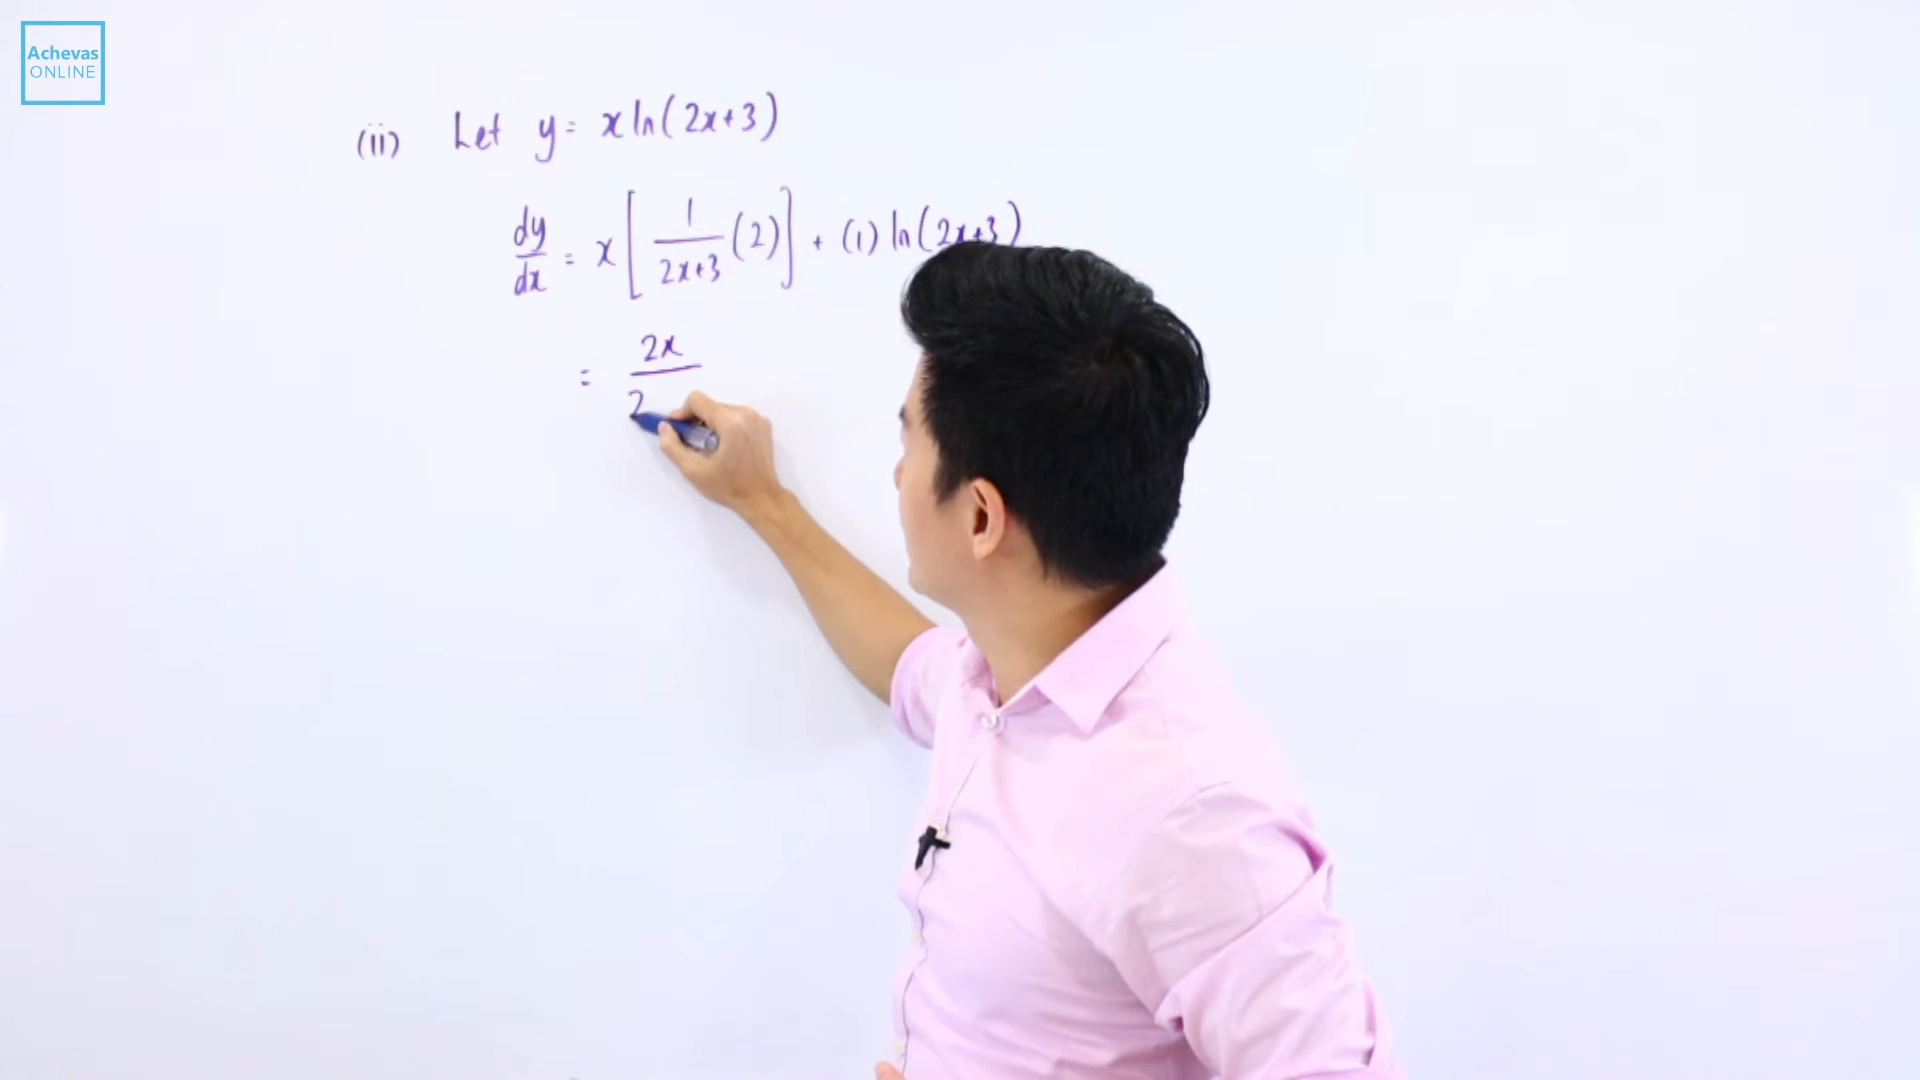 Achevas
ONLINE
(ii) Let y = x ln(2x+3)
dy/dx = x[1/(2x+3) (2)] + (1) ln(2x+3)
= 2x/2